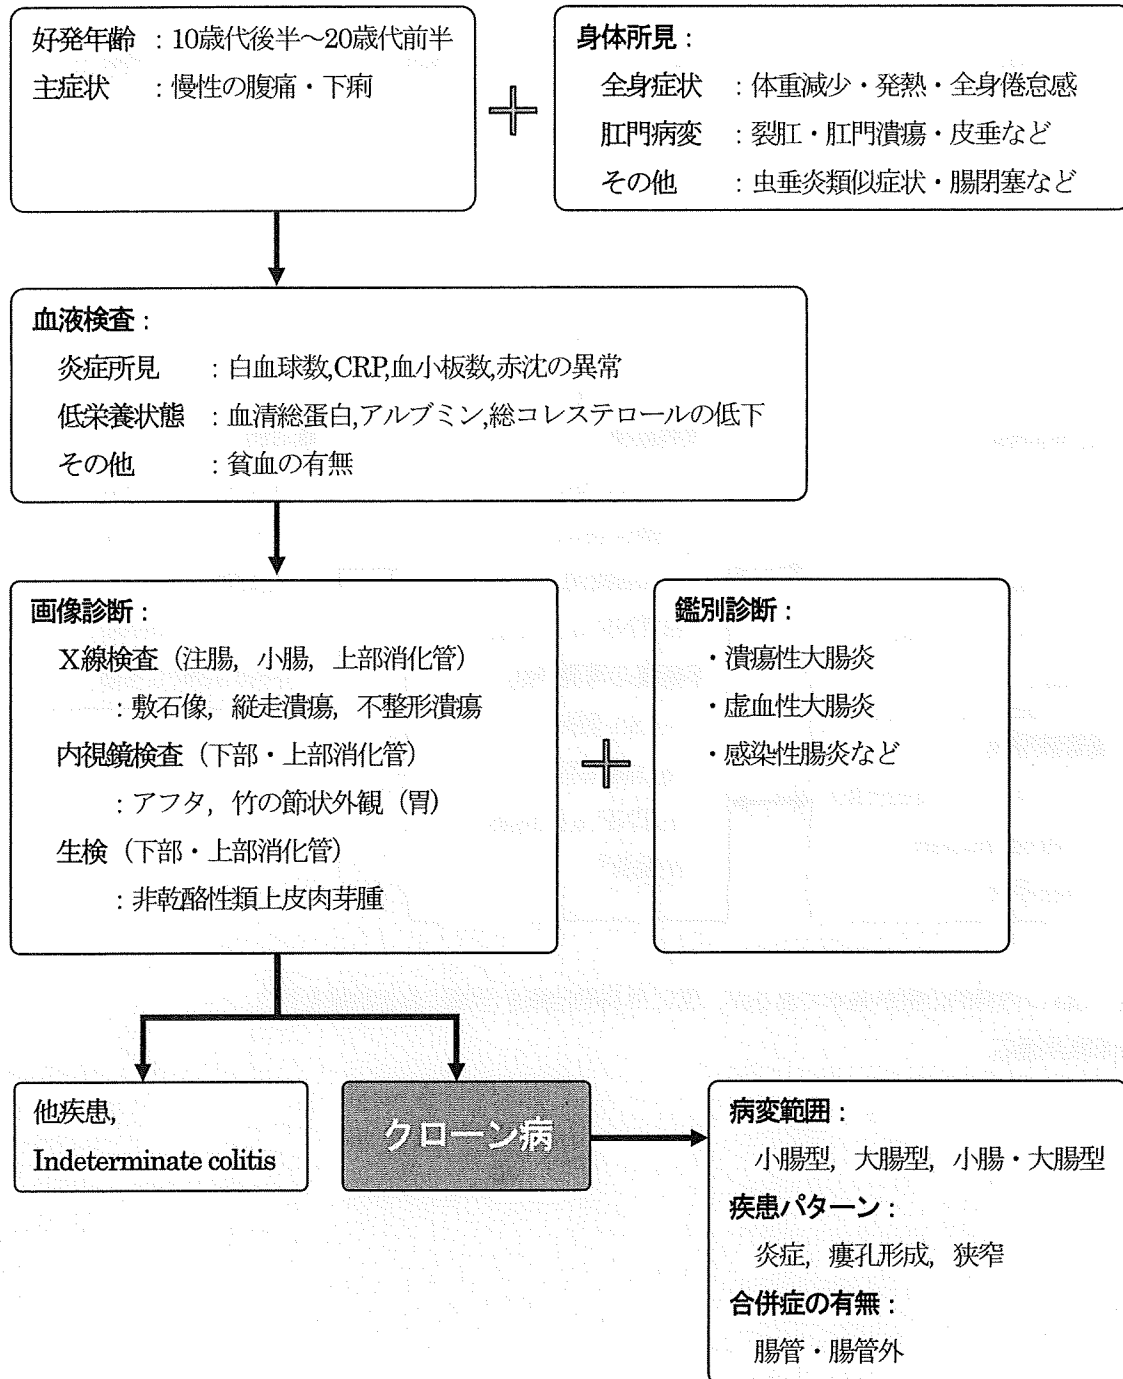 好発年齢 : 10歳代後半～20歳代前半
主症状 : 慢性の腹痛・下痢
身体所見 :
全身症状 : 体重減少・発熱・全身倦怠感
肛門病変 : 裂肛・肛門潰瘍・皮垂など
その他 : 虫垂炎類似症状・腸閉塞など
血液検査 :
炎症所見 : 白血球数,CRP,血小板数,赤沈の異常
低栄養状態 : 血清総蛋白,アルブミン,総コレステロールの低下
その他 : 貧血の有無
画像診断 :
X線検査（注腸, 小腸, 上部消化管）
: 敷石像, 縦走潰瘍, 不整形潰瘍
内視鏡検査（下部・上部消化管）
: アフタ, 竹の節状外観（胃）
生検（下部・上部消化管）
: 非乾酪性類上皮肉芽腫
鑑別診断 :
・潰瘍性大腸炎
・虚血性大腸炎
・感染性腸炎など
他疾患,
Indeterminate colitis
クローン病
病変範囲 :
小腸型, 大腸型, 小腸・大腸型
疾患パターン :
炎症, 瘻孔形成, 狭窄
合併症の有無 :
腸管・腸管外